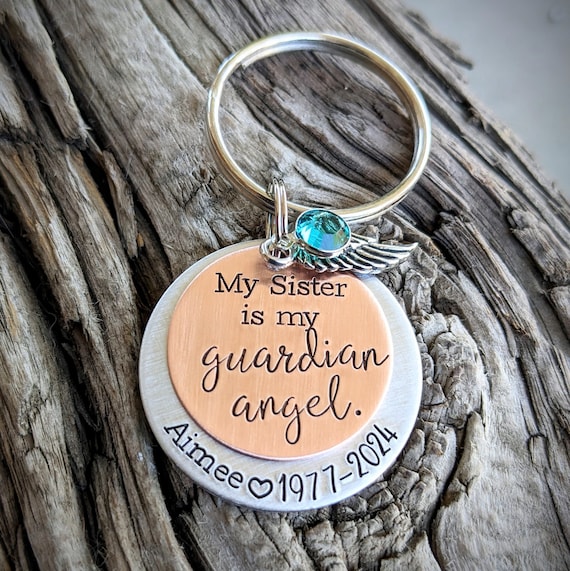 My Sister
is my
guardian
angel.
Aimee♡1977-2024